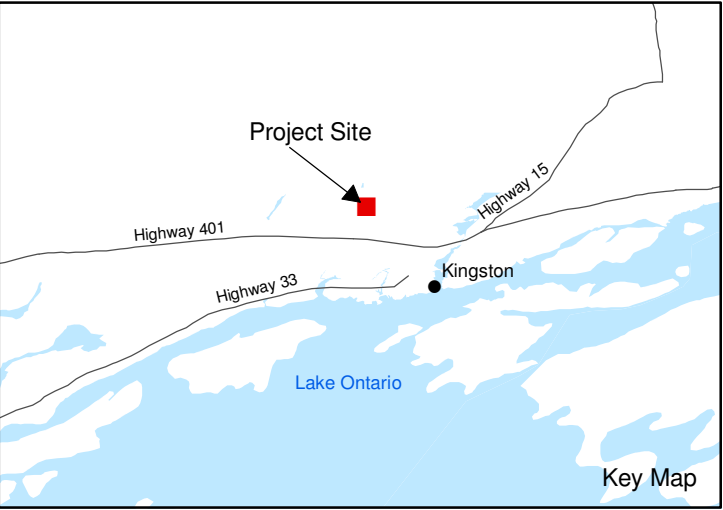 Project Site
Highway 15
Highway 401
Kingston
Highway 33
Lake Ontario
Key Map